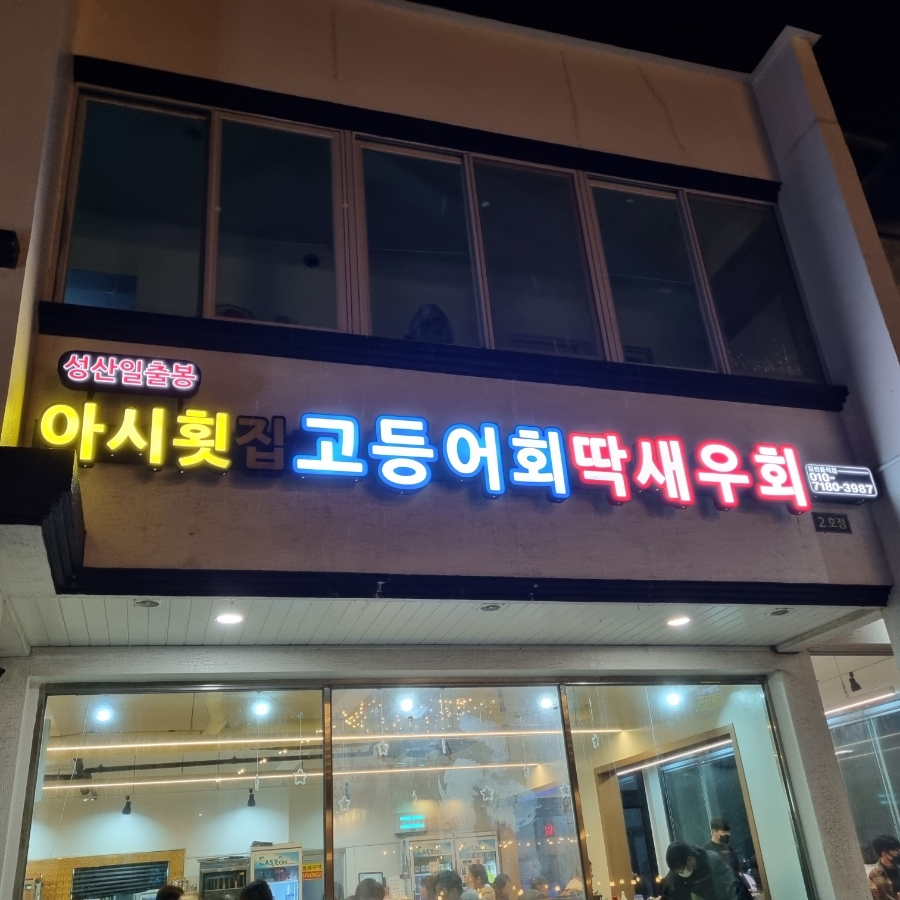 성산일출봉
아시횟집 고등어회 딱새우회
010-
7180-3987
2호점